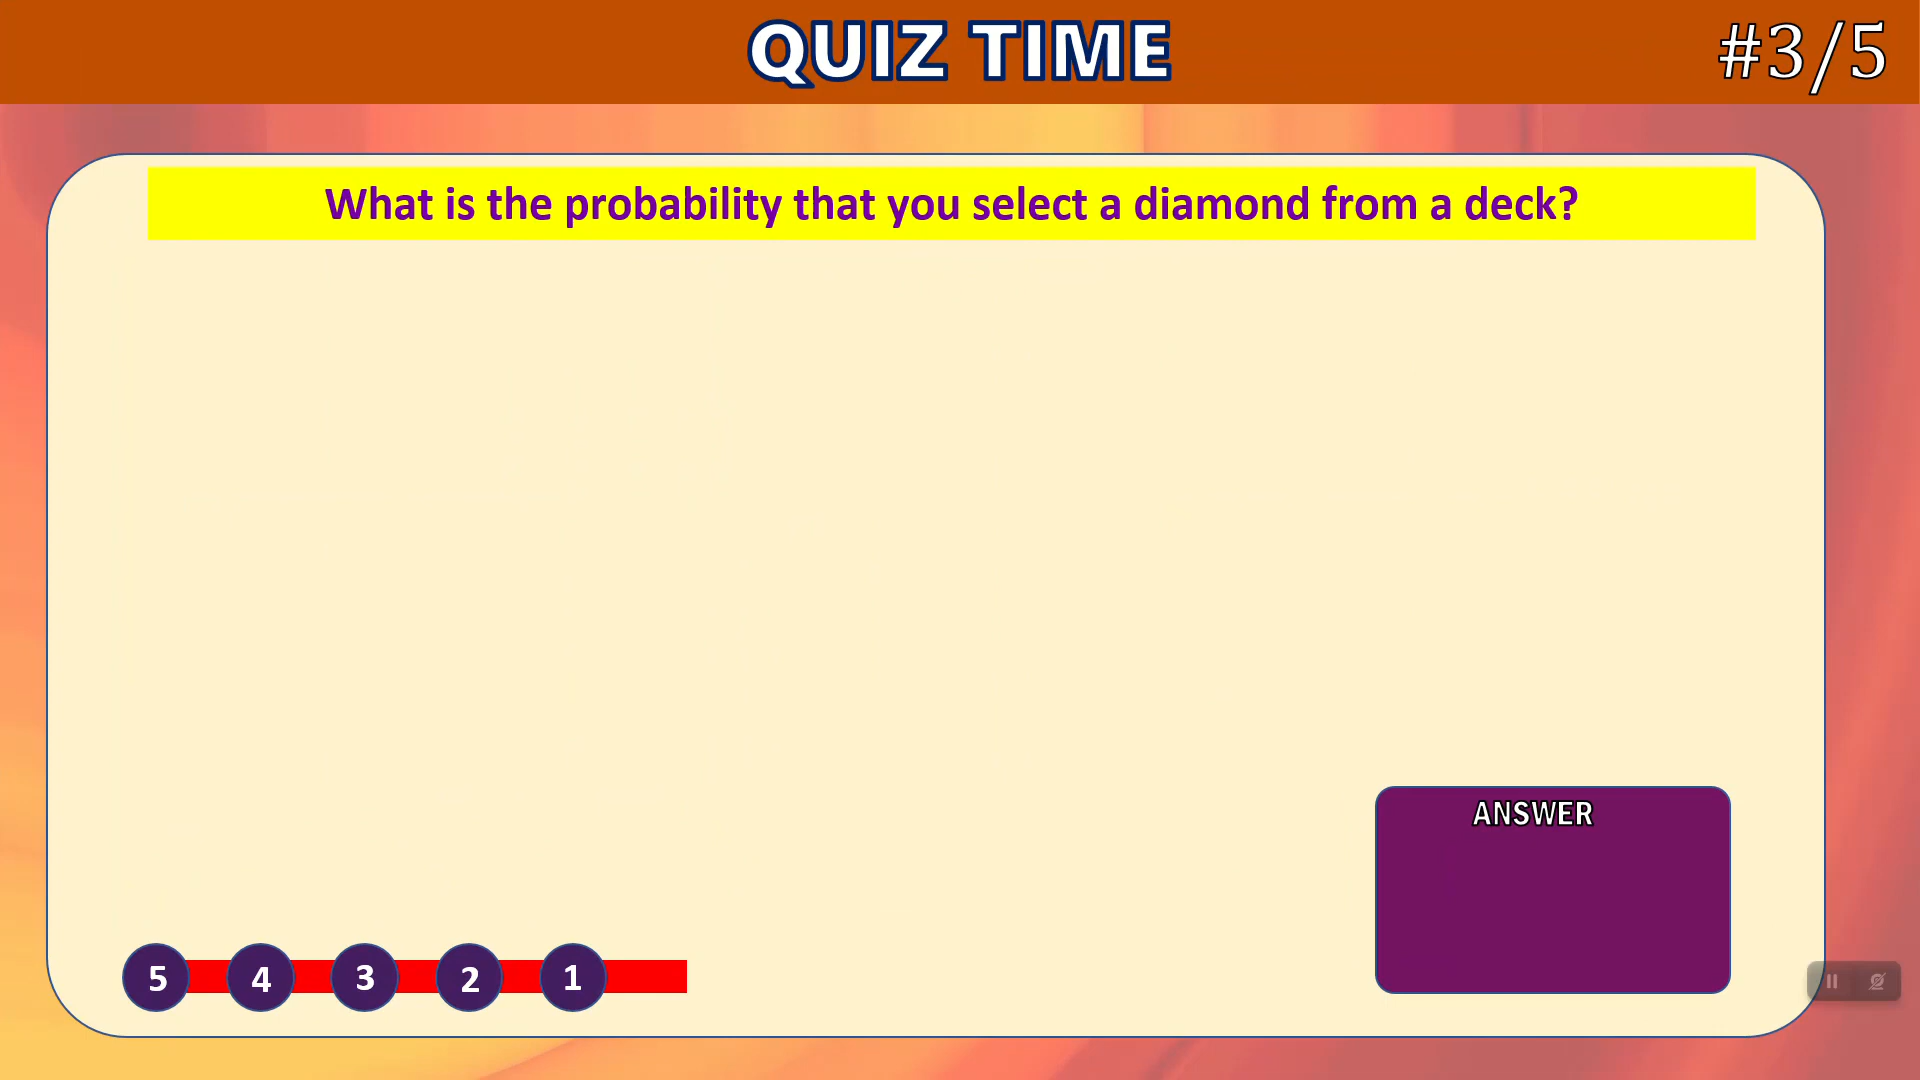 QUIZ TIME
#3/5
What is the probability that you select a diamond from a deck?
ANSWER
5 4 3 2 1